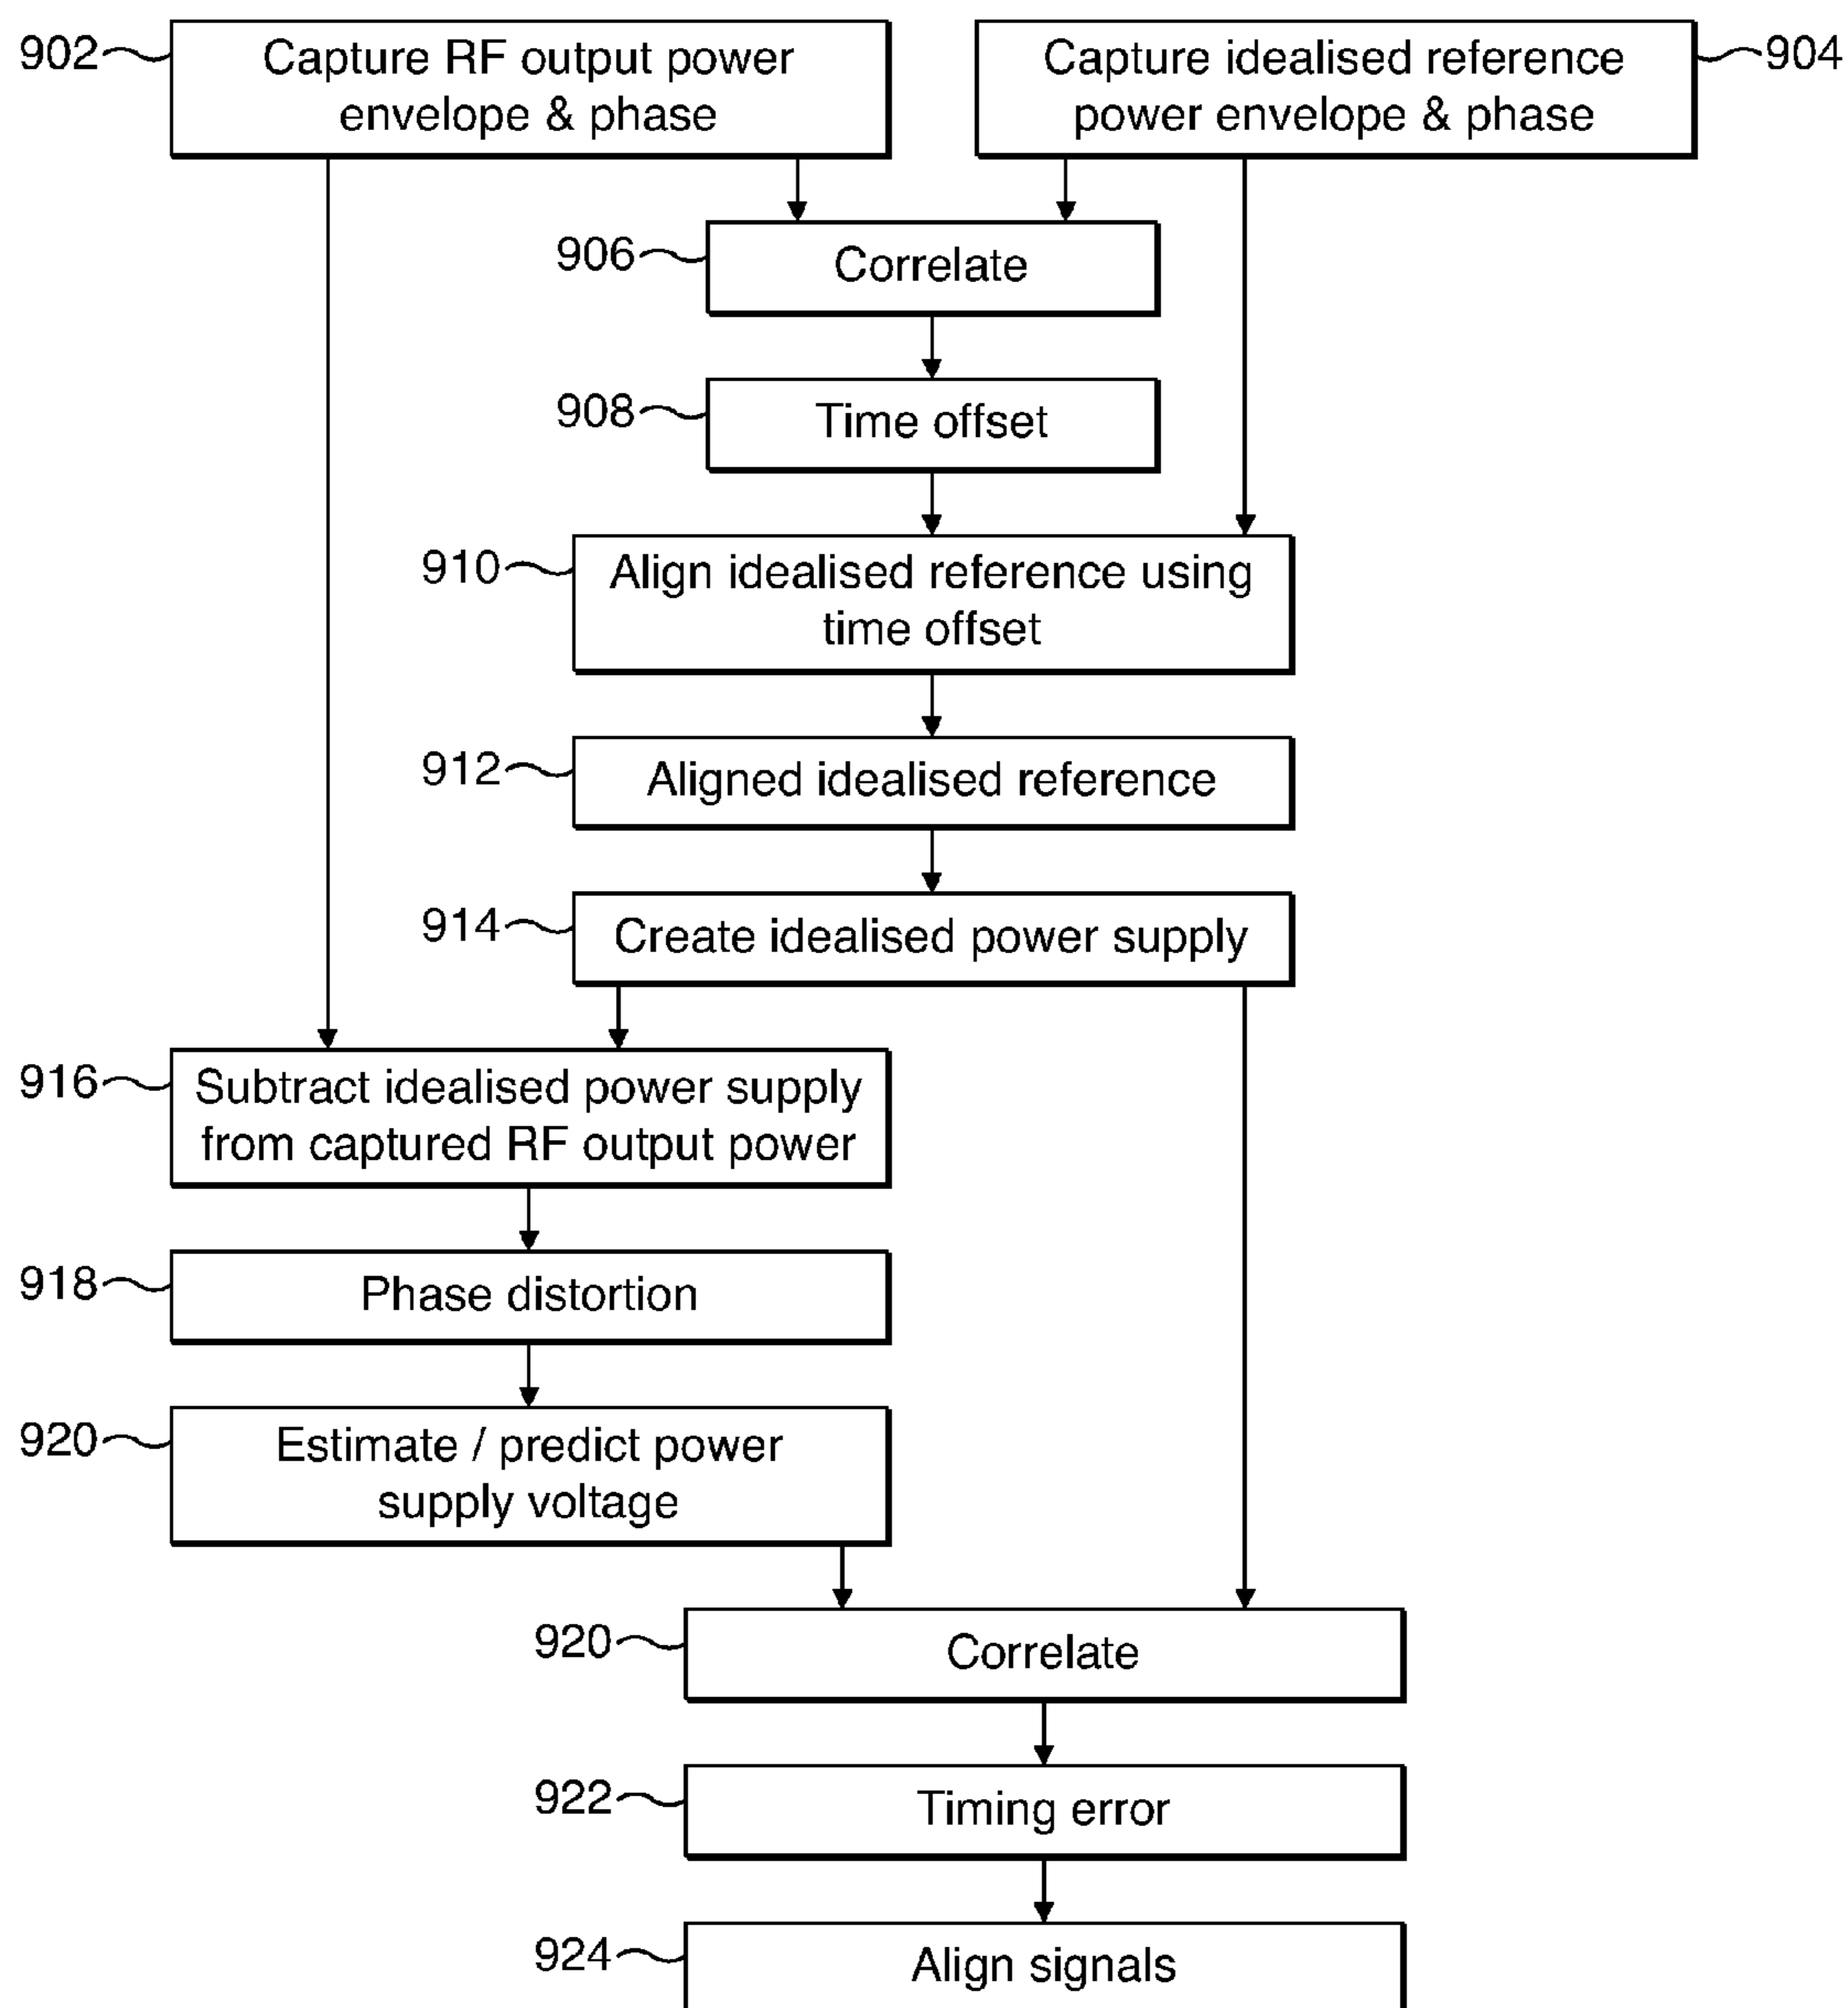 902
Capture RF output power
envelope & phase
Capture idealised reference
power envelope & phase
904
906
Correlate
908
Time offset
910
Align idealised reference using
time offset
912
Aligned idealised reference
914
Create idealised power supply
916
Subtract idealised power supply
from captured RF output power
918
Phase distortion
920
Estimate / predict power
supply voltage
920
Correlate
922
Timing error
924
Align signals